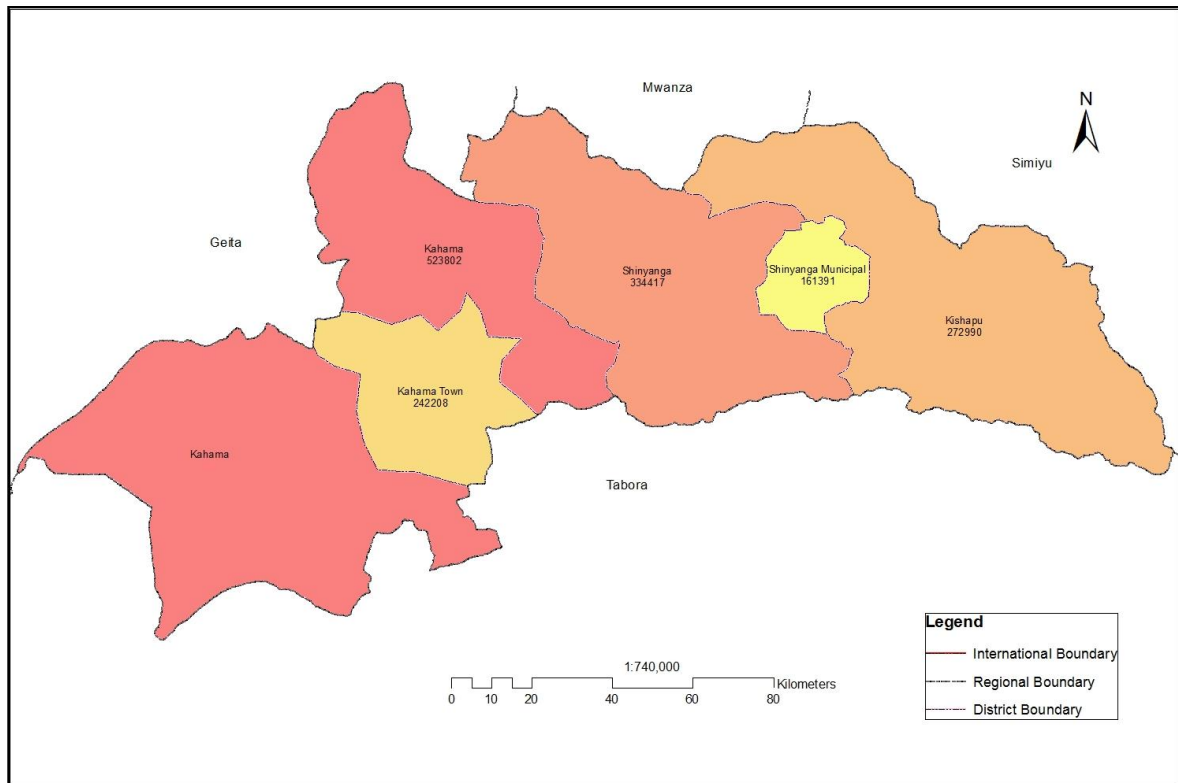 Mwanza
N
Simiyu
Geita
Kahama
523802
Shinyanga
334417
Shinyanga Municipal
161391
Kishapu
272990
Kahama Town
242208
Kahama
Tabora
Legend
International Boundary
Regional Boundary
District Boundary
1:740,000
Kilometers
0 10 20 40 60 80